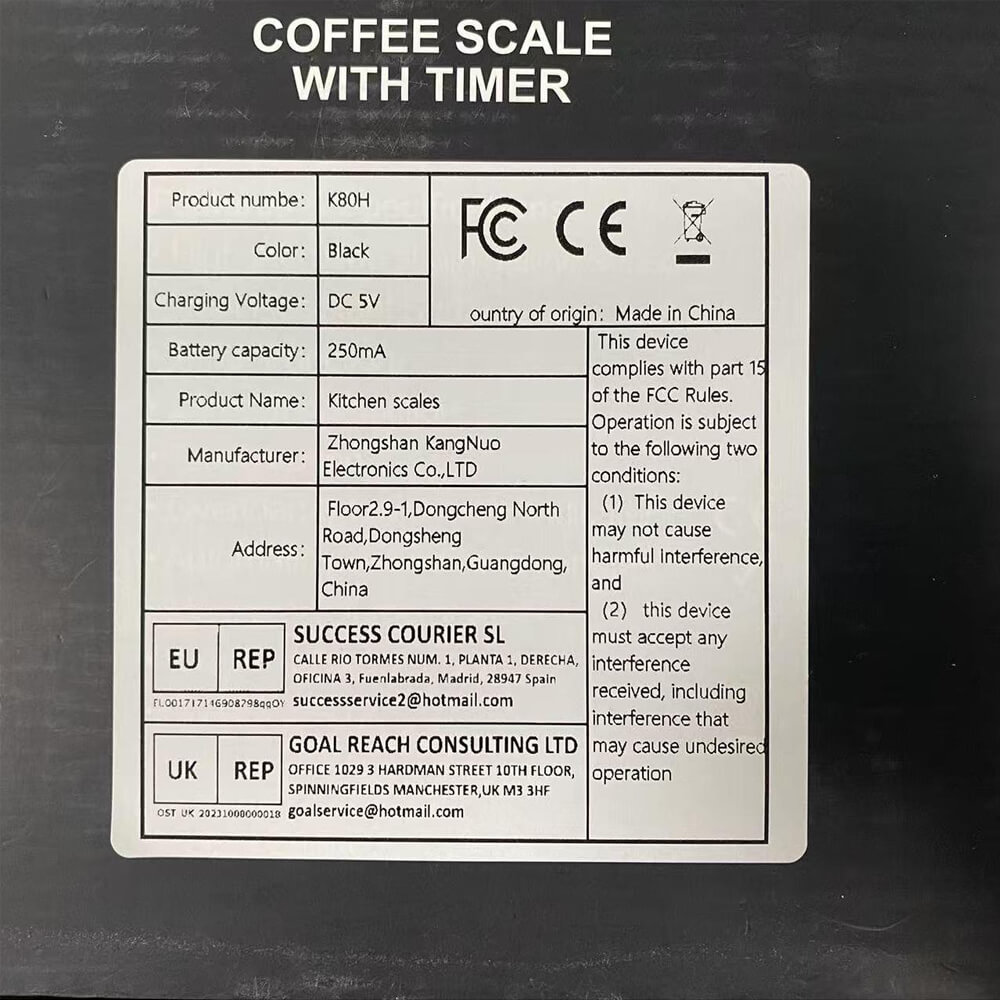 COFFEE SCALE
WITH TIMER
Product numbe: K80H
Color: Black
Charging Voltage: DC 5V
FC CE
ountry of origin: Made in China
Battery capacity: 250mA
Product Name: Kitchen scales
Manufacturer: Zhongshan KangNuo
Electronics Co.,LTD
Address: Floor2.9-1,Dongcheng North
Road,Dongsheng
Town,Zhongshan,Guangdong,
China
This device
complies with part 15
of the FCC Rules.
Operation is subject
to the following two
conditions:
(1) This device
may not cause
harmful interference,
and
(2) this device
must accept any
interference
received, including
interference that
may cause undesired
operation
EU REP
SUCCESS COURIER SL
CALLE RIO TORMES NUM. 1, PLANTA 1, DERECHA,
OFICINA 3, Fuenlabrada, Madrid, 28947 Spain
successservice2@hotmail.com
UK REP
OST UK 20231008000018
GOAL REACH CONSULTING LTD
OFFICE 1029 3 HARDMAN STREET 10TH FLOOR,
SPINNINGFIELDS MANCHESTER,UK M3 3HF
goalservice@hotmail.com